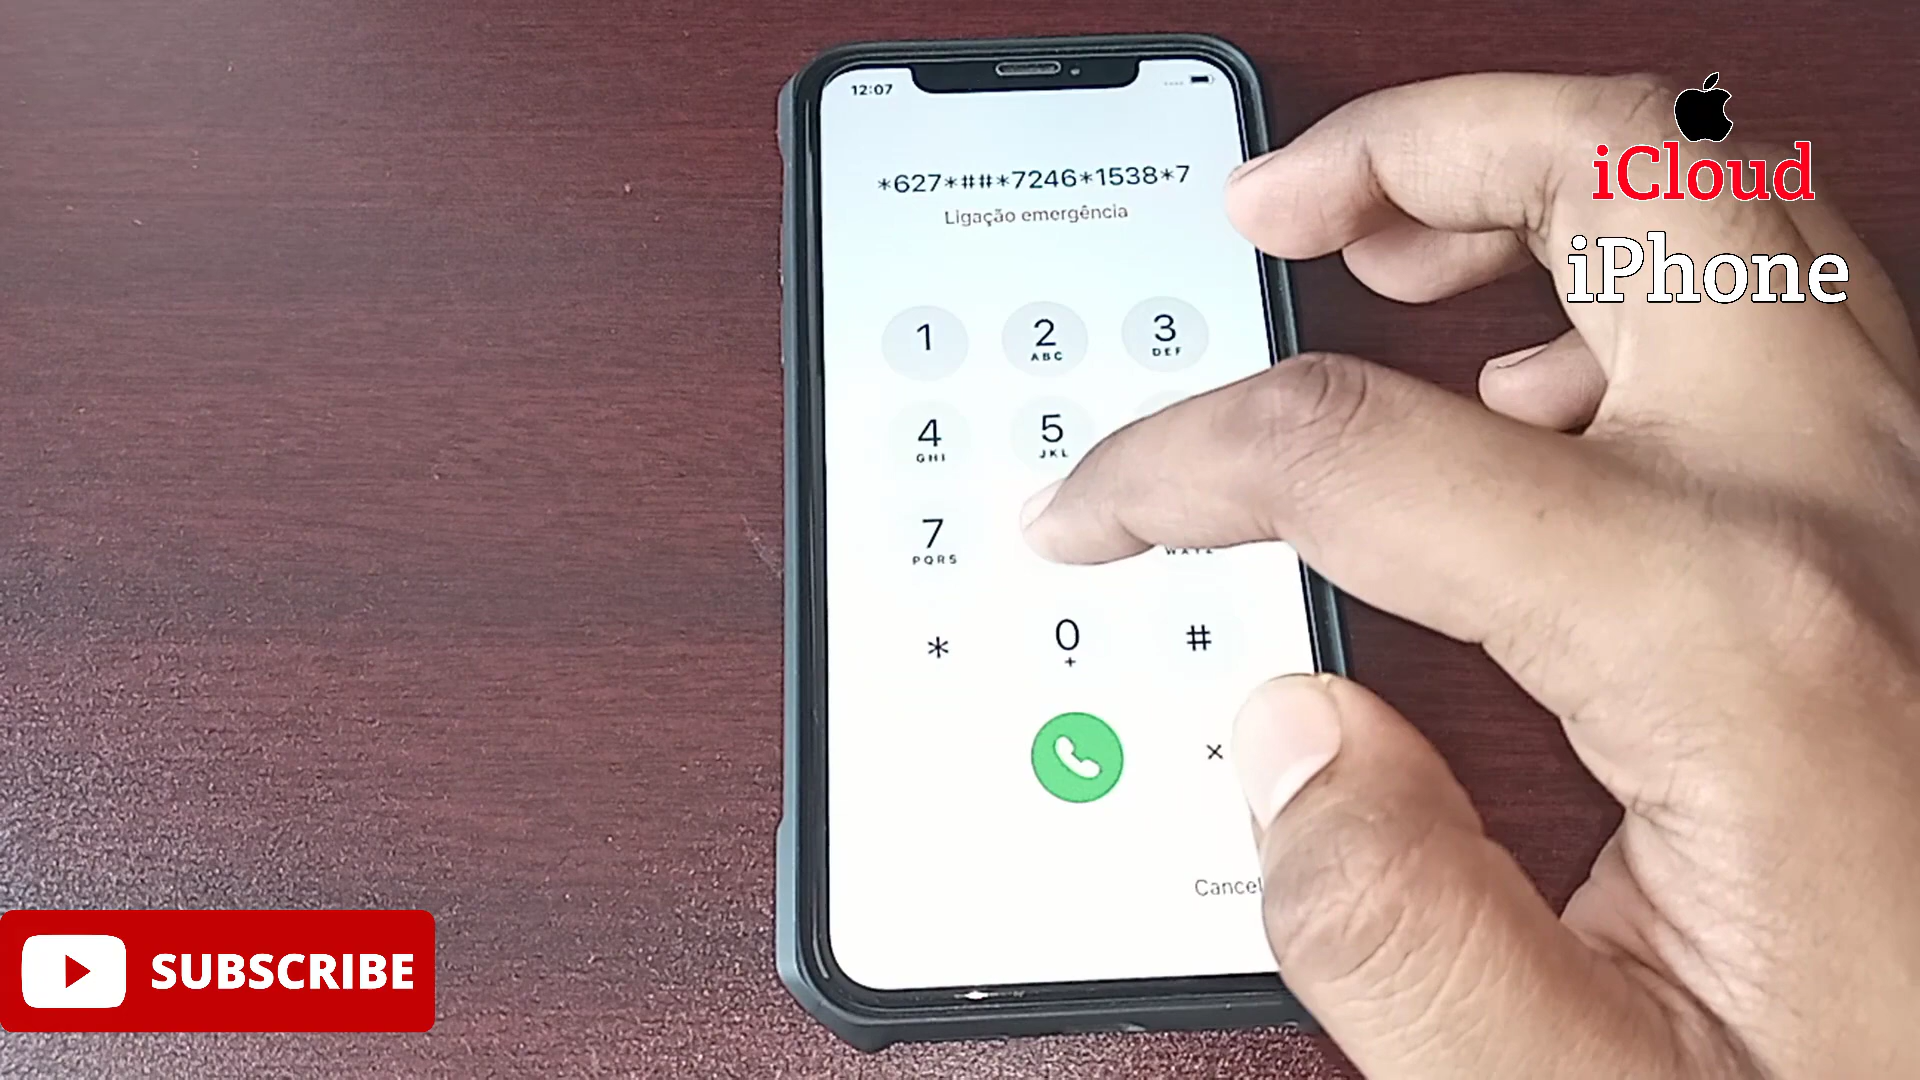 12:07
*627*##*7246*1538*7
Ligação emergência
iCloud
iPhone
1
2
ABC
3
DEF
4
GHI
5
JKL
7
PQRS
WXYZ
*
0
+
#
×
Cancel
SUBSCRIBE